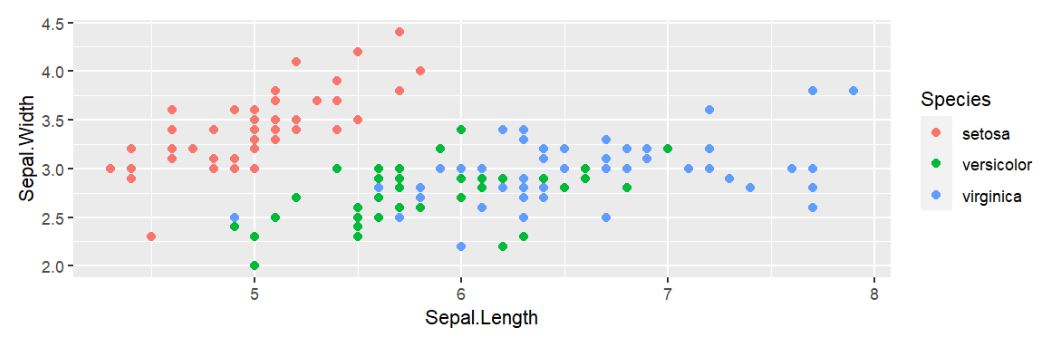 4.5
4.0
3.5
3.0
2.5
2.0
Sepal.Width
5 6 7 8
Sepal.Length
Species
setosa
versicolor
virginica